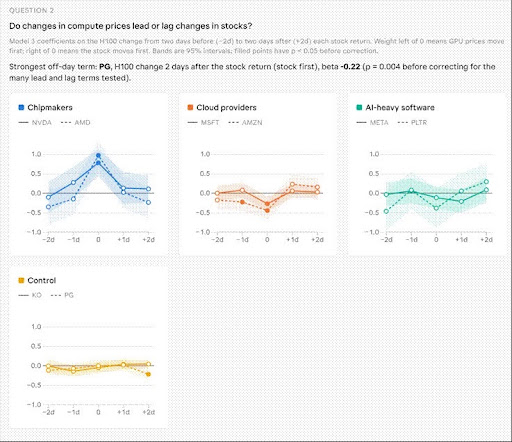 QUESTION 2
Do changes in compute prices lead or lag changes in stocks?
Model 3 coefficients on the H100 change from two days before (−2d) to two days after (+2d) each stock return. Weight left of 0 means GPU prices move
first; right of 0 means the stock moves first. Bands are 95% intervals; filled points have p < 0.05 before correction.
Strongest off-day term: PG, H100 change 2 days after the stock return (stock first), beta -0.22 (p = 0.004 before correcting for the
many lead and lag terms tested).
Chipmakers
NVDA AMD
1.0
0.5
0.0
−0.5
−1.0
−2d −1d 0 +1d +2d
Cloud providers
MSFT AMZN
1.0
0.5
0.0
−0.5
−1.0
−2d −1d 0 +1d +2d
AI-heavy software
META PLTR
1.0
0.5
0.0
−0.5
−1.0
−2d −1d 0 +1d +2d
Control
KO PG
1.0
0.5
0.0
−0.5
−1.0
−2d −1d 0 +1d +2d